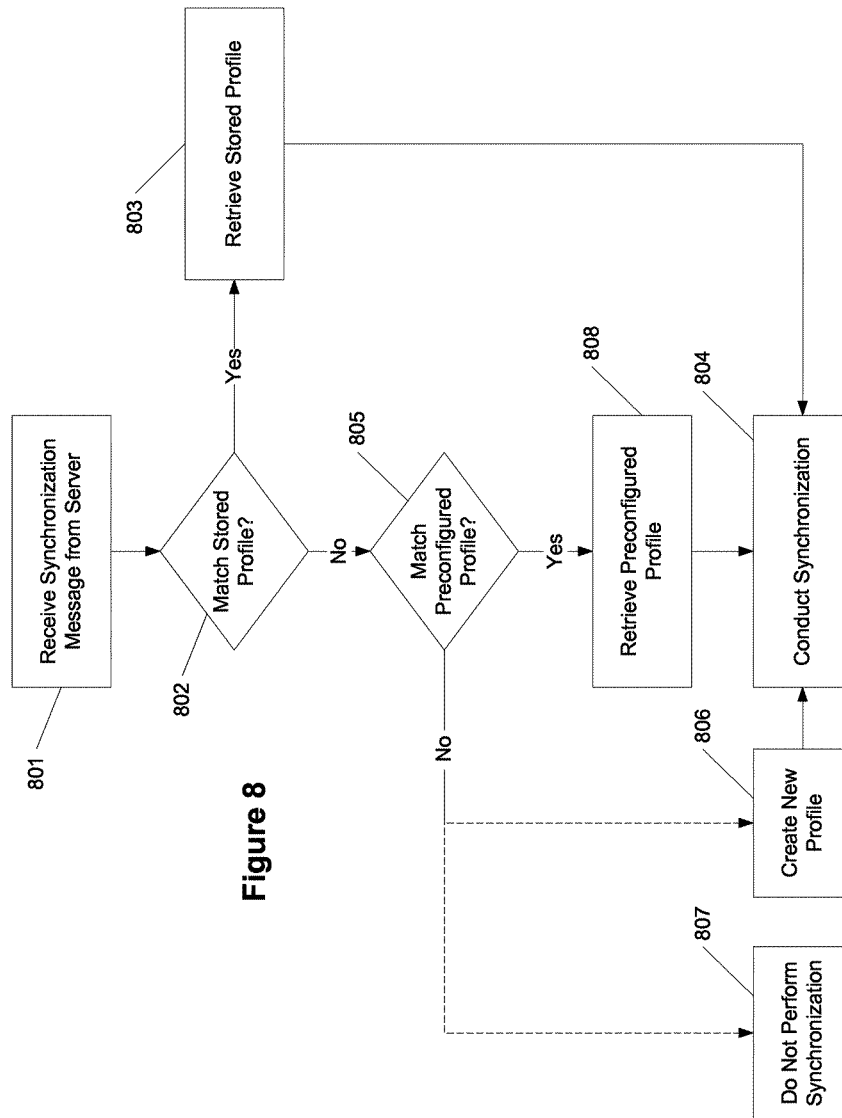 801
Receive Synchronization
Message from Server
802
Match Stored
Profile?
Yes
803
Retrieve Stored Profile
No
805
Match
Preconfigured
Profile?
Yes
808
Retrieve Preconfigured
Profile
804
Conduct Synchronization
No
806
Create New
Profile
807
Do Not Perform
Synchronization
Figure 8